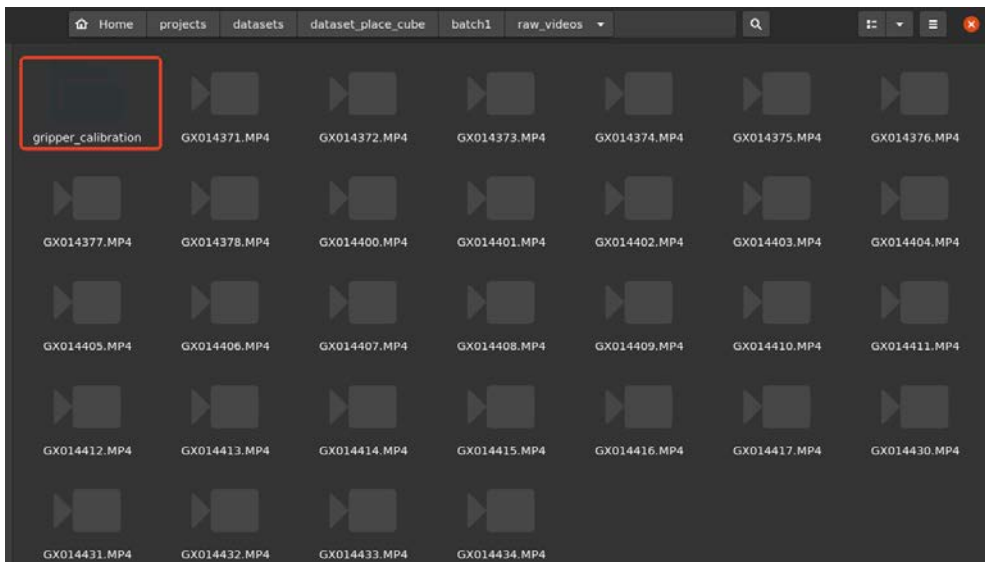 Home projects datasets dataset_place_cube batch1 raw_videos
gripper_calibration GX014371.MP4 GX014372.MP4 GX014373.MP4 GX014374.MP4 GX014375.MP4 GX014376.MP4
GX014377.MP4 GX014378.MP4 GX014400.MP4 GX014401.MP4 GX014402.MP4 GX014403.MP4 GX014404.MP4
GX014405.MP4 GX014406.MP4 GX014407.MP4 GX014408.MP4 GX014409.MP4 GX014410.MP4 GX014411.MP4
GX014412.MP4 GX014413.MP4 GX014414.MP4 GX014415.MP4 GX014416.MP4 GX014417.MP4 GX014430.MP4
GX014431.MP4 GX014432.MP4 GX014433.MP4 GX014434.MP4